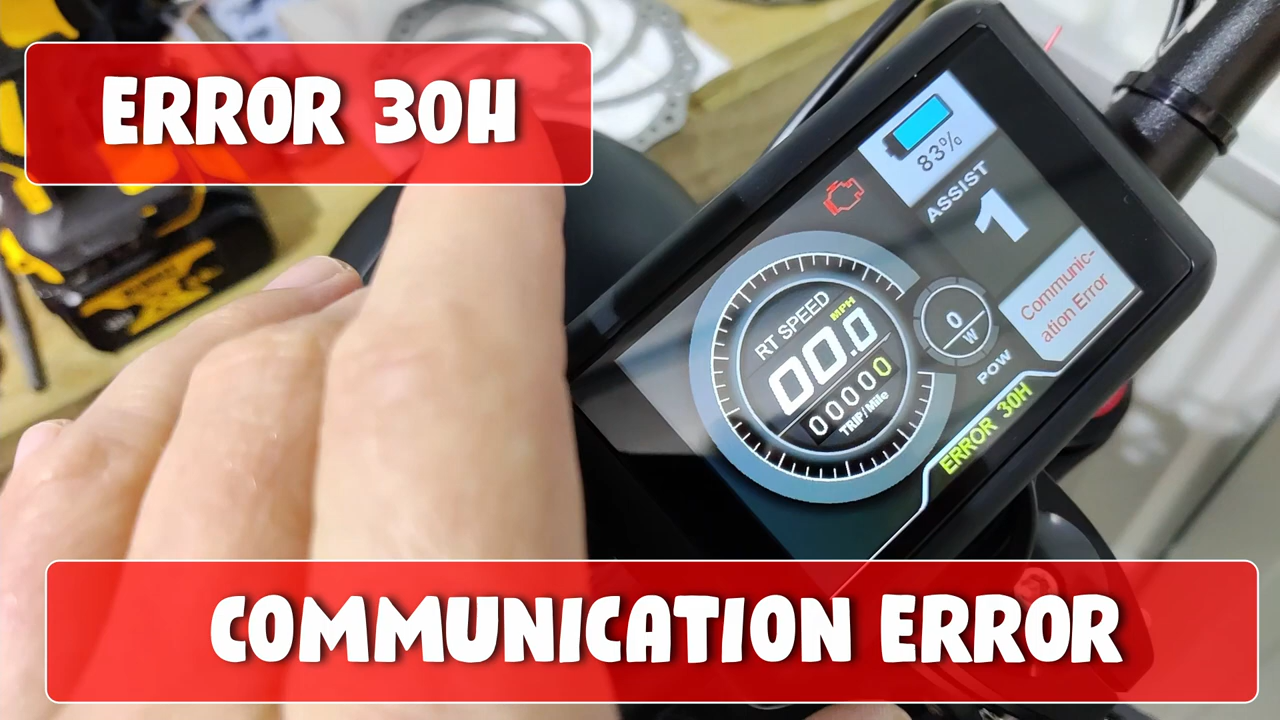 ERROR 30H
83%
ASSIST
1
Communic-
ation Error
RT SPEED
MPH
00.0
00000
TRIP/Mile
0
W
POW
ERROR 30H
COMMUNICATION ERROR